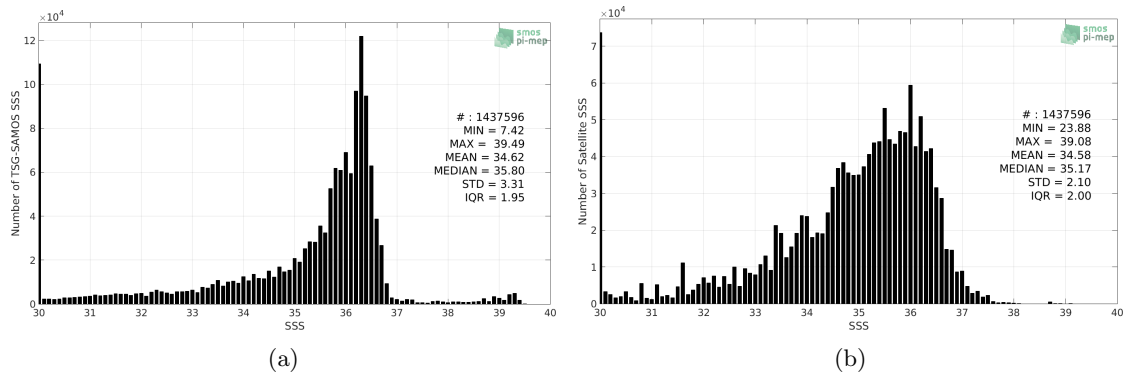 ×10⁴
smos
pi-mep
12
10
8
6
4
2
0
Number of TSG-SAMOS SSS
# : 1437596
MIN = 7.42
MAX = 39.49
MEAN = 34.62
MEDIAN = 35.80
STD = 3.31
IQR = 1.95
30 31 32 33 34 35 36 37 38 39 40
SSS
(a)
×10⁴
smos
pi-mep
7
6
5
4
3
2
1
0
Number of Satellite SSS
# : 1437596
MIN = 23.88
MAX = 39.08
MEAN = 34.58
MEDIAN = 35.17
STD = 2.10
IQR = 2.00
30 31 32 33 34 35 36 37 38 39 40
SSS
(b)